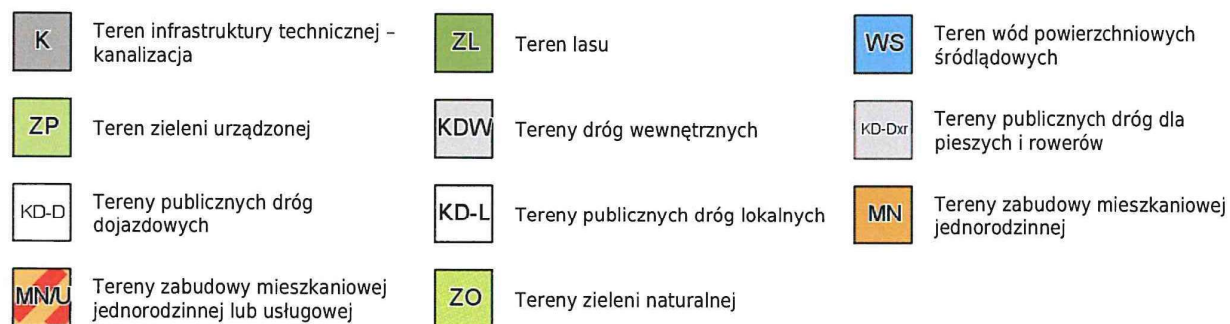 K
Teren infrastruktury technicznej –
kanalizacja
ZL
Teren lasu
WS
Teren wód powierzchniowych
śródlądowych
ZP
Teren zieleni urządzonej
KDW
Tereny dróg wewnętrznych
KD-Dxr
Tereny publicznych dróg dla
pieszych i rowerów
KD-D
Tereny publicznych dróg
dojazdowych
KD-L
Tereny publicznych dróg lokalnych
MN
Tereny zabudowy mieszkaniowej
jednorodzinnej
MN/U
Tereny zabudowy mieszkaniowej
jednorodzinnej lub usługowej
ZO
Tereny zieleni naturalnej